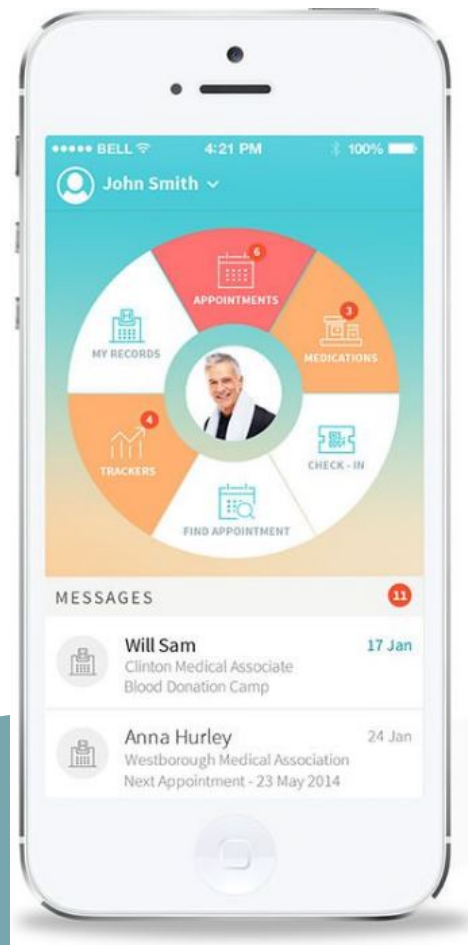 BELL 4:21 PM 100%
John Smith
6
APPOINTMENTS
3
MEDICATIONS
MY RECORDS
CHECK - IN
4
TRACKERS
FIND APPOINTMENT
MESSAGES 11
Will Sam 17 Jan
Clinton Medical Associate
Blood Donation Camp
Anna Hurley 24 Jan
Westborough Medical Association
Next Appointment - 23 May 2014